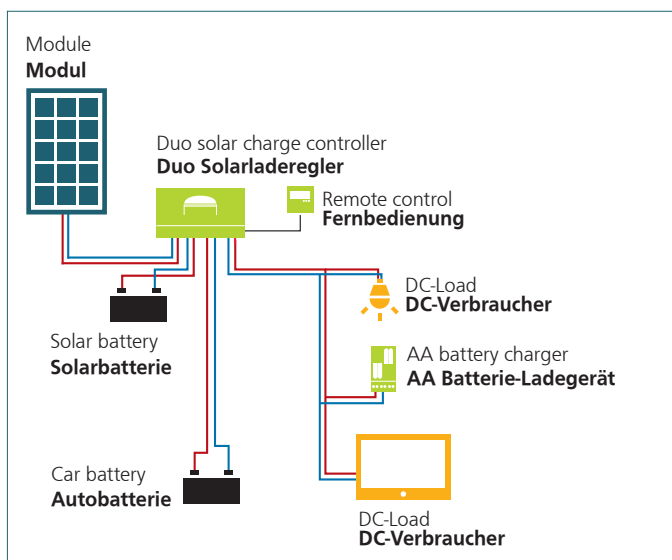 Module
Modul
Duo solar charge controller
Duo Solarladeregler
Remote control
Fernbedienung
DC-Load
DC-Verbraucher
Solar battery
Solarbatterie
AA battery charger
AA Batterie-Ladegerät
Car battery
Autobatterie
DC-Load
DC-Verbraucher